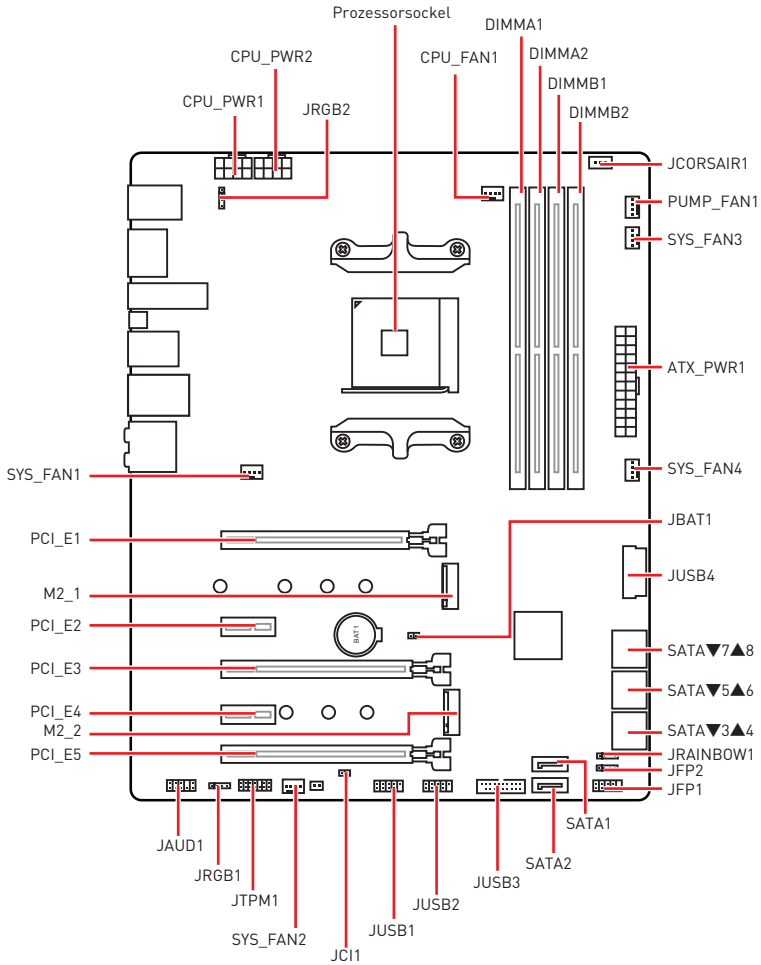 Prozessorsockel
DIMMA1
CPU_PWR2
CPU_FAN1
DIMMA2
DIMMB1
CPU_PWR1
JRGB2
DIMMB2
JCORSAIR1
PUMP_FAN1
SYS_FAN3
ATX_PWR1
SYS_FAN1
SYS_FAN4
JBAT1
PCI_E1
JUSB4
M2_1
PCI_E2
BAT1
SATA▼7▲8
PCI_E3
SATA▼5▲6
PCI_E4
M2_2
SATA▼3▲4
PCI_E5
JRAINBOW1
JFP2
JFP1
SATA1
JAUD1
SATA2
JRGB1
JUSB3
JTPM1
JUSB2
JUSB1
SYS_FAN2
JCI1